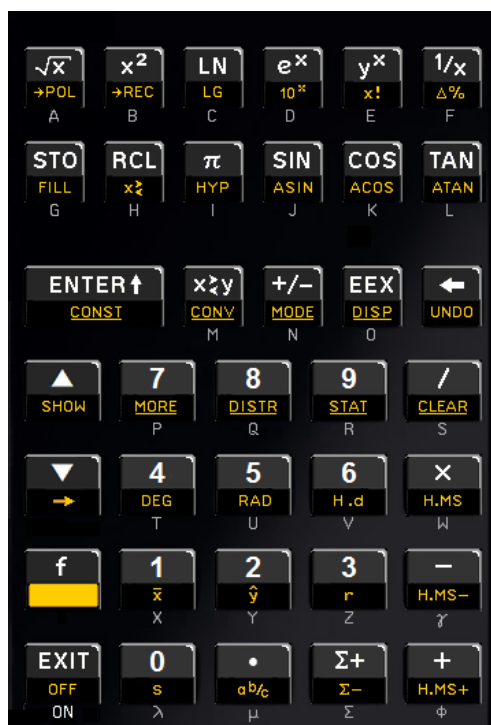 √x x² LN eˣ yˣ 1/x
→POL →REC LG 10ˣ x! Δ%
A B C D E F
STO RCL π SIN COS TAN
FILL x≷ HYP ASIN ACOS ATAN
G H I J K L
ENTER↑ x≷y +/− EEX ←
CONST CONV MODE DISP UNDO
M N O
▲ 7 8 9 /
SHOW MORE DISTR STAT CLEAR
P Q R S
▼ 4 5 6 ×
→ DEG RAD H.d H.MS
T U V W
f 1 2 3 −
x̄ ŷ r H.MS−
X Y Z γ
EXIT 0 . Σ+ +
OFF s a b/c Σ− H.MS+
ON λ μ Σ Φ